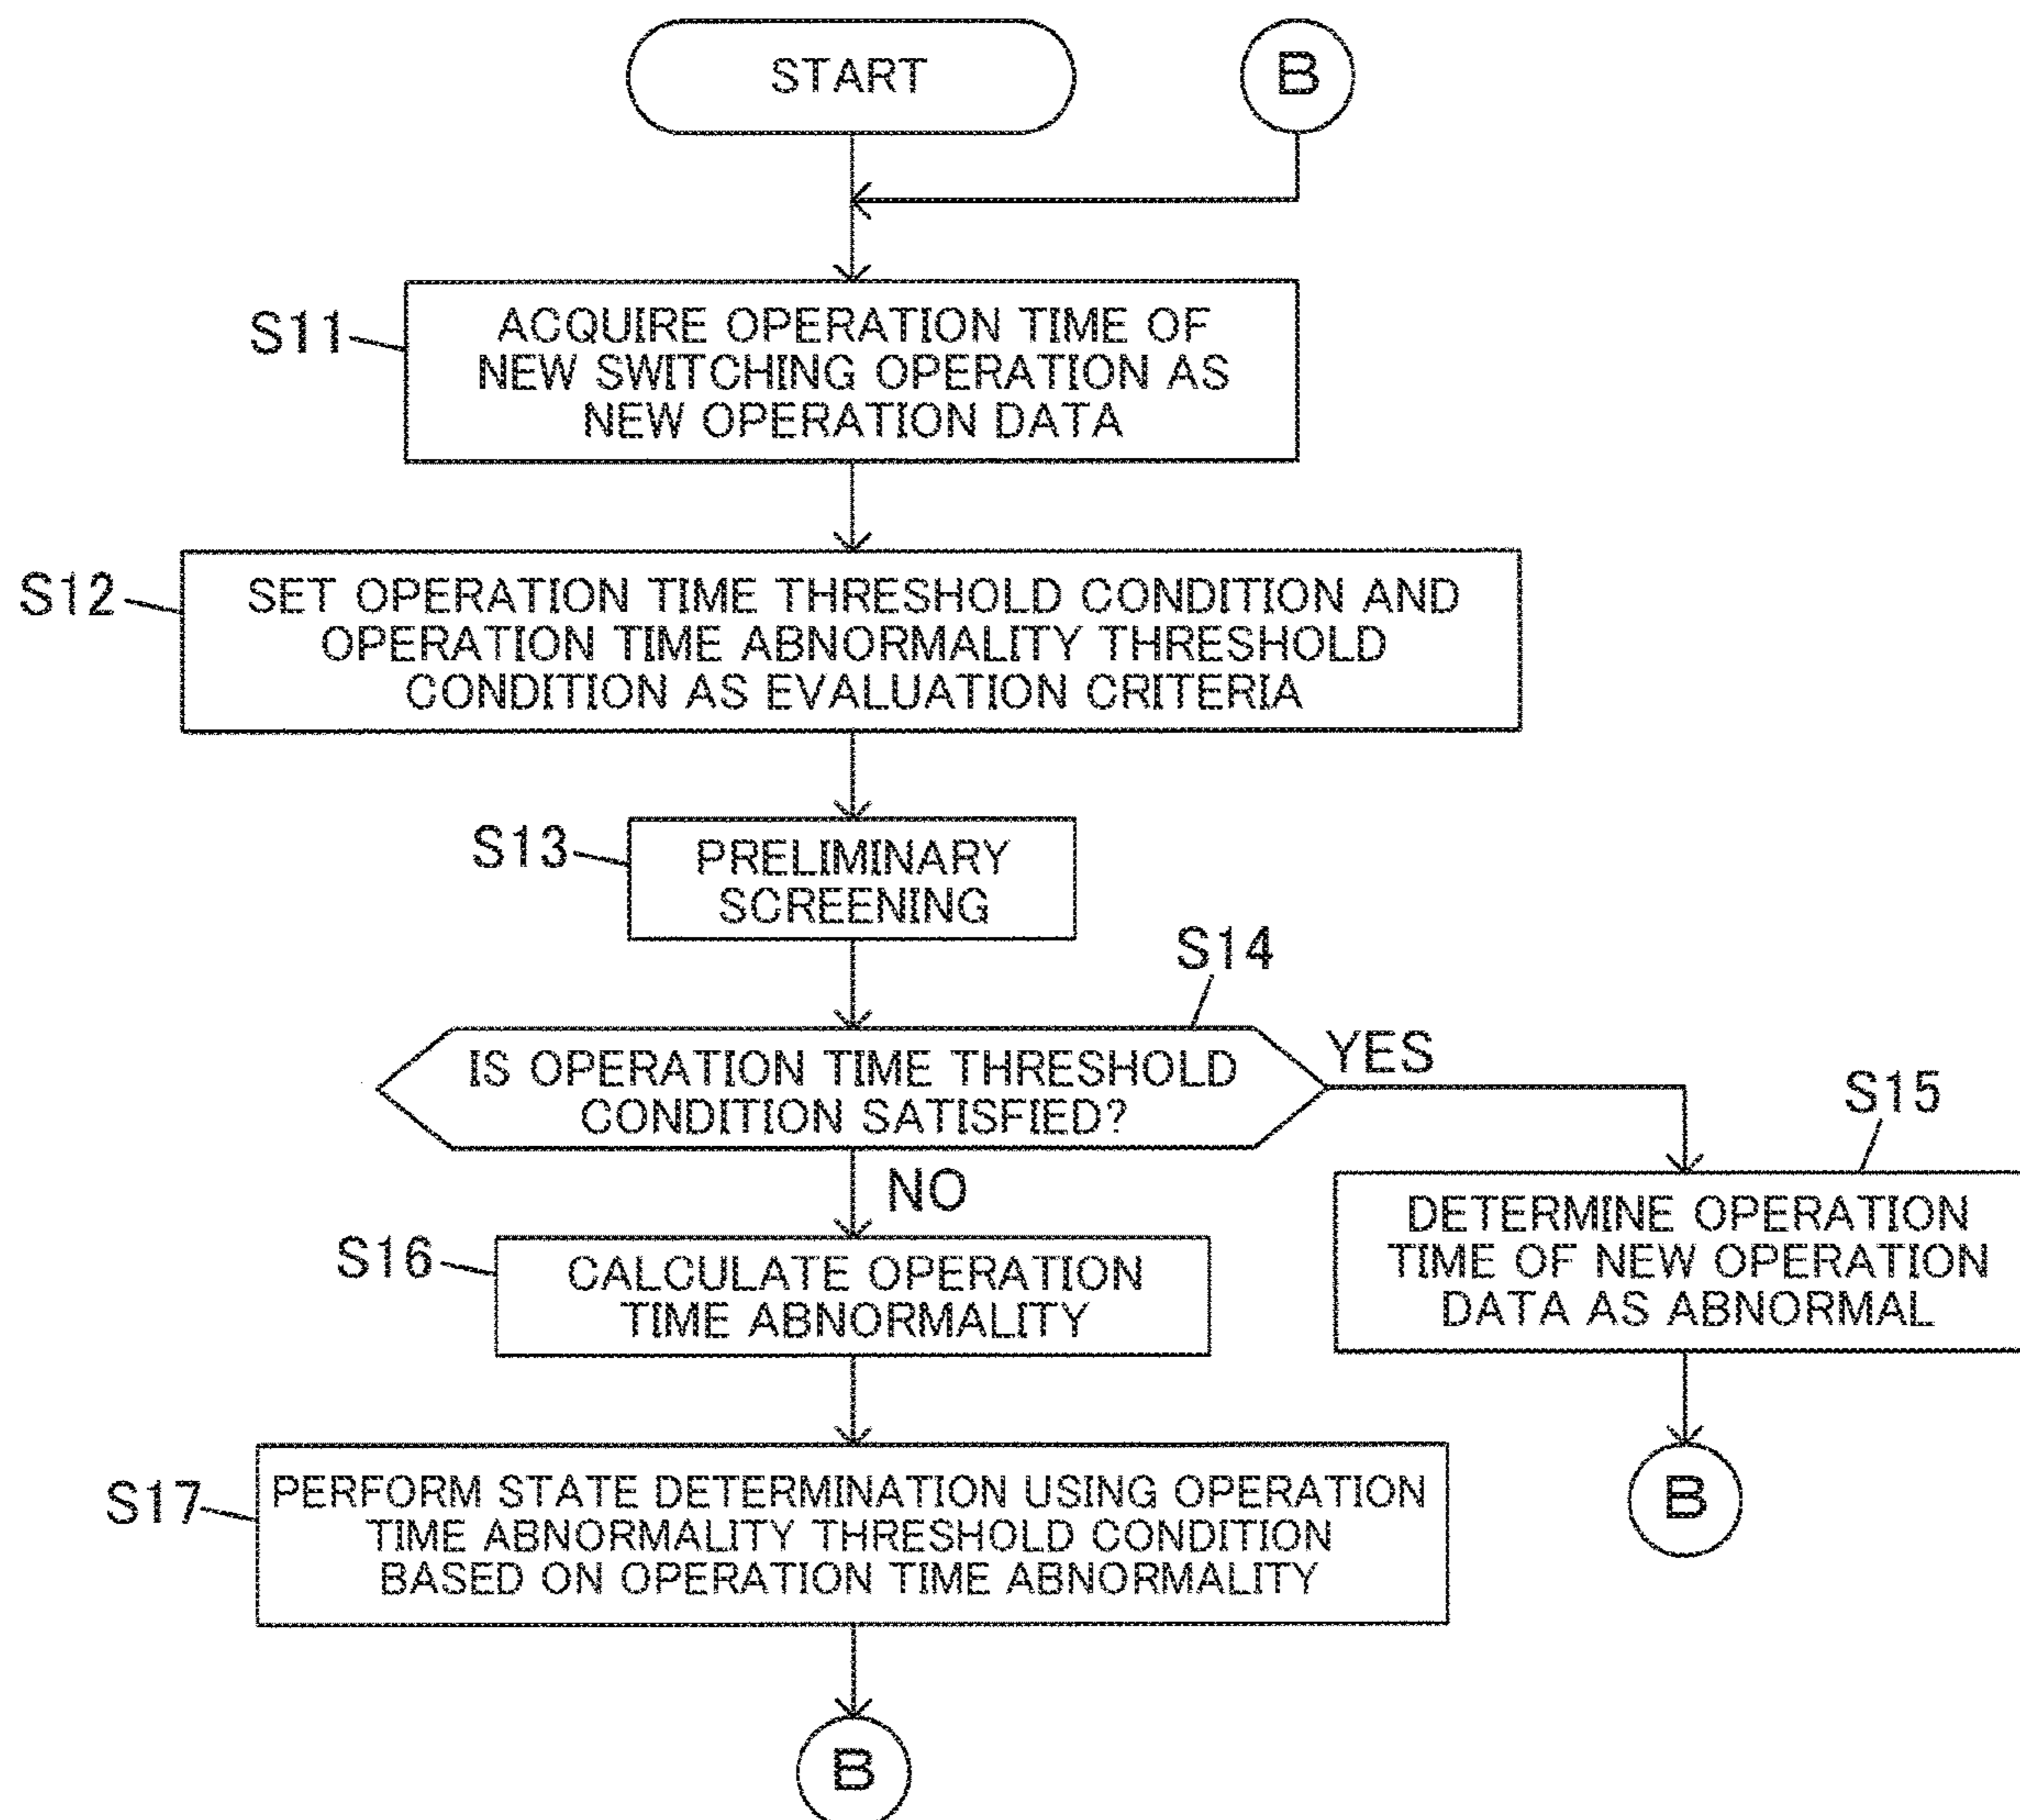 START
B
S11
ACQUIRE OPERATION TIME OF
NEW SWITCHING OPERATION AS
NEW OPERATION DATA
S12
SET OPERATION TIME THRESHOLD CONDITION AND
OPERATION TIME ABNORMALITY THRESHOLD
CONDITION AS EVALUATION CRITERIA
S13
PRELIMINARY
SCREENING
S14
IS OPERATION TIME THRESHOLD
CONDITION SATISFIED?
YES
NO
S15
DETERMINE OPERATION
TIME OF NEW OPERATION
DATA AS ABNORMAL
B
S16
CALCULATE OPERATION
TIME ABNORMALITY
S17
PERFORM STATE DETERMINATION USING OPERATION
TIME ABNORMALITY THRESHOLD CONDITION
BASED ON OPERATION TIME ABNORMALITY
B